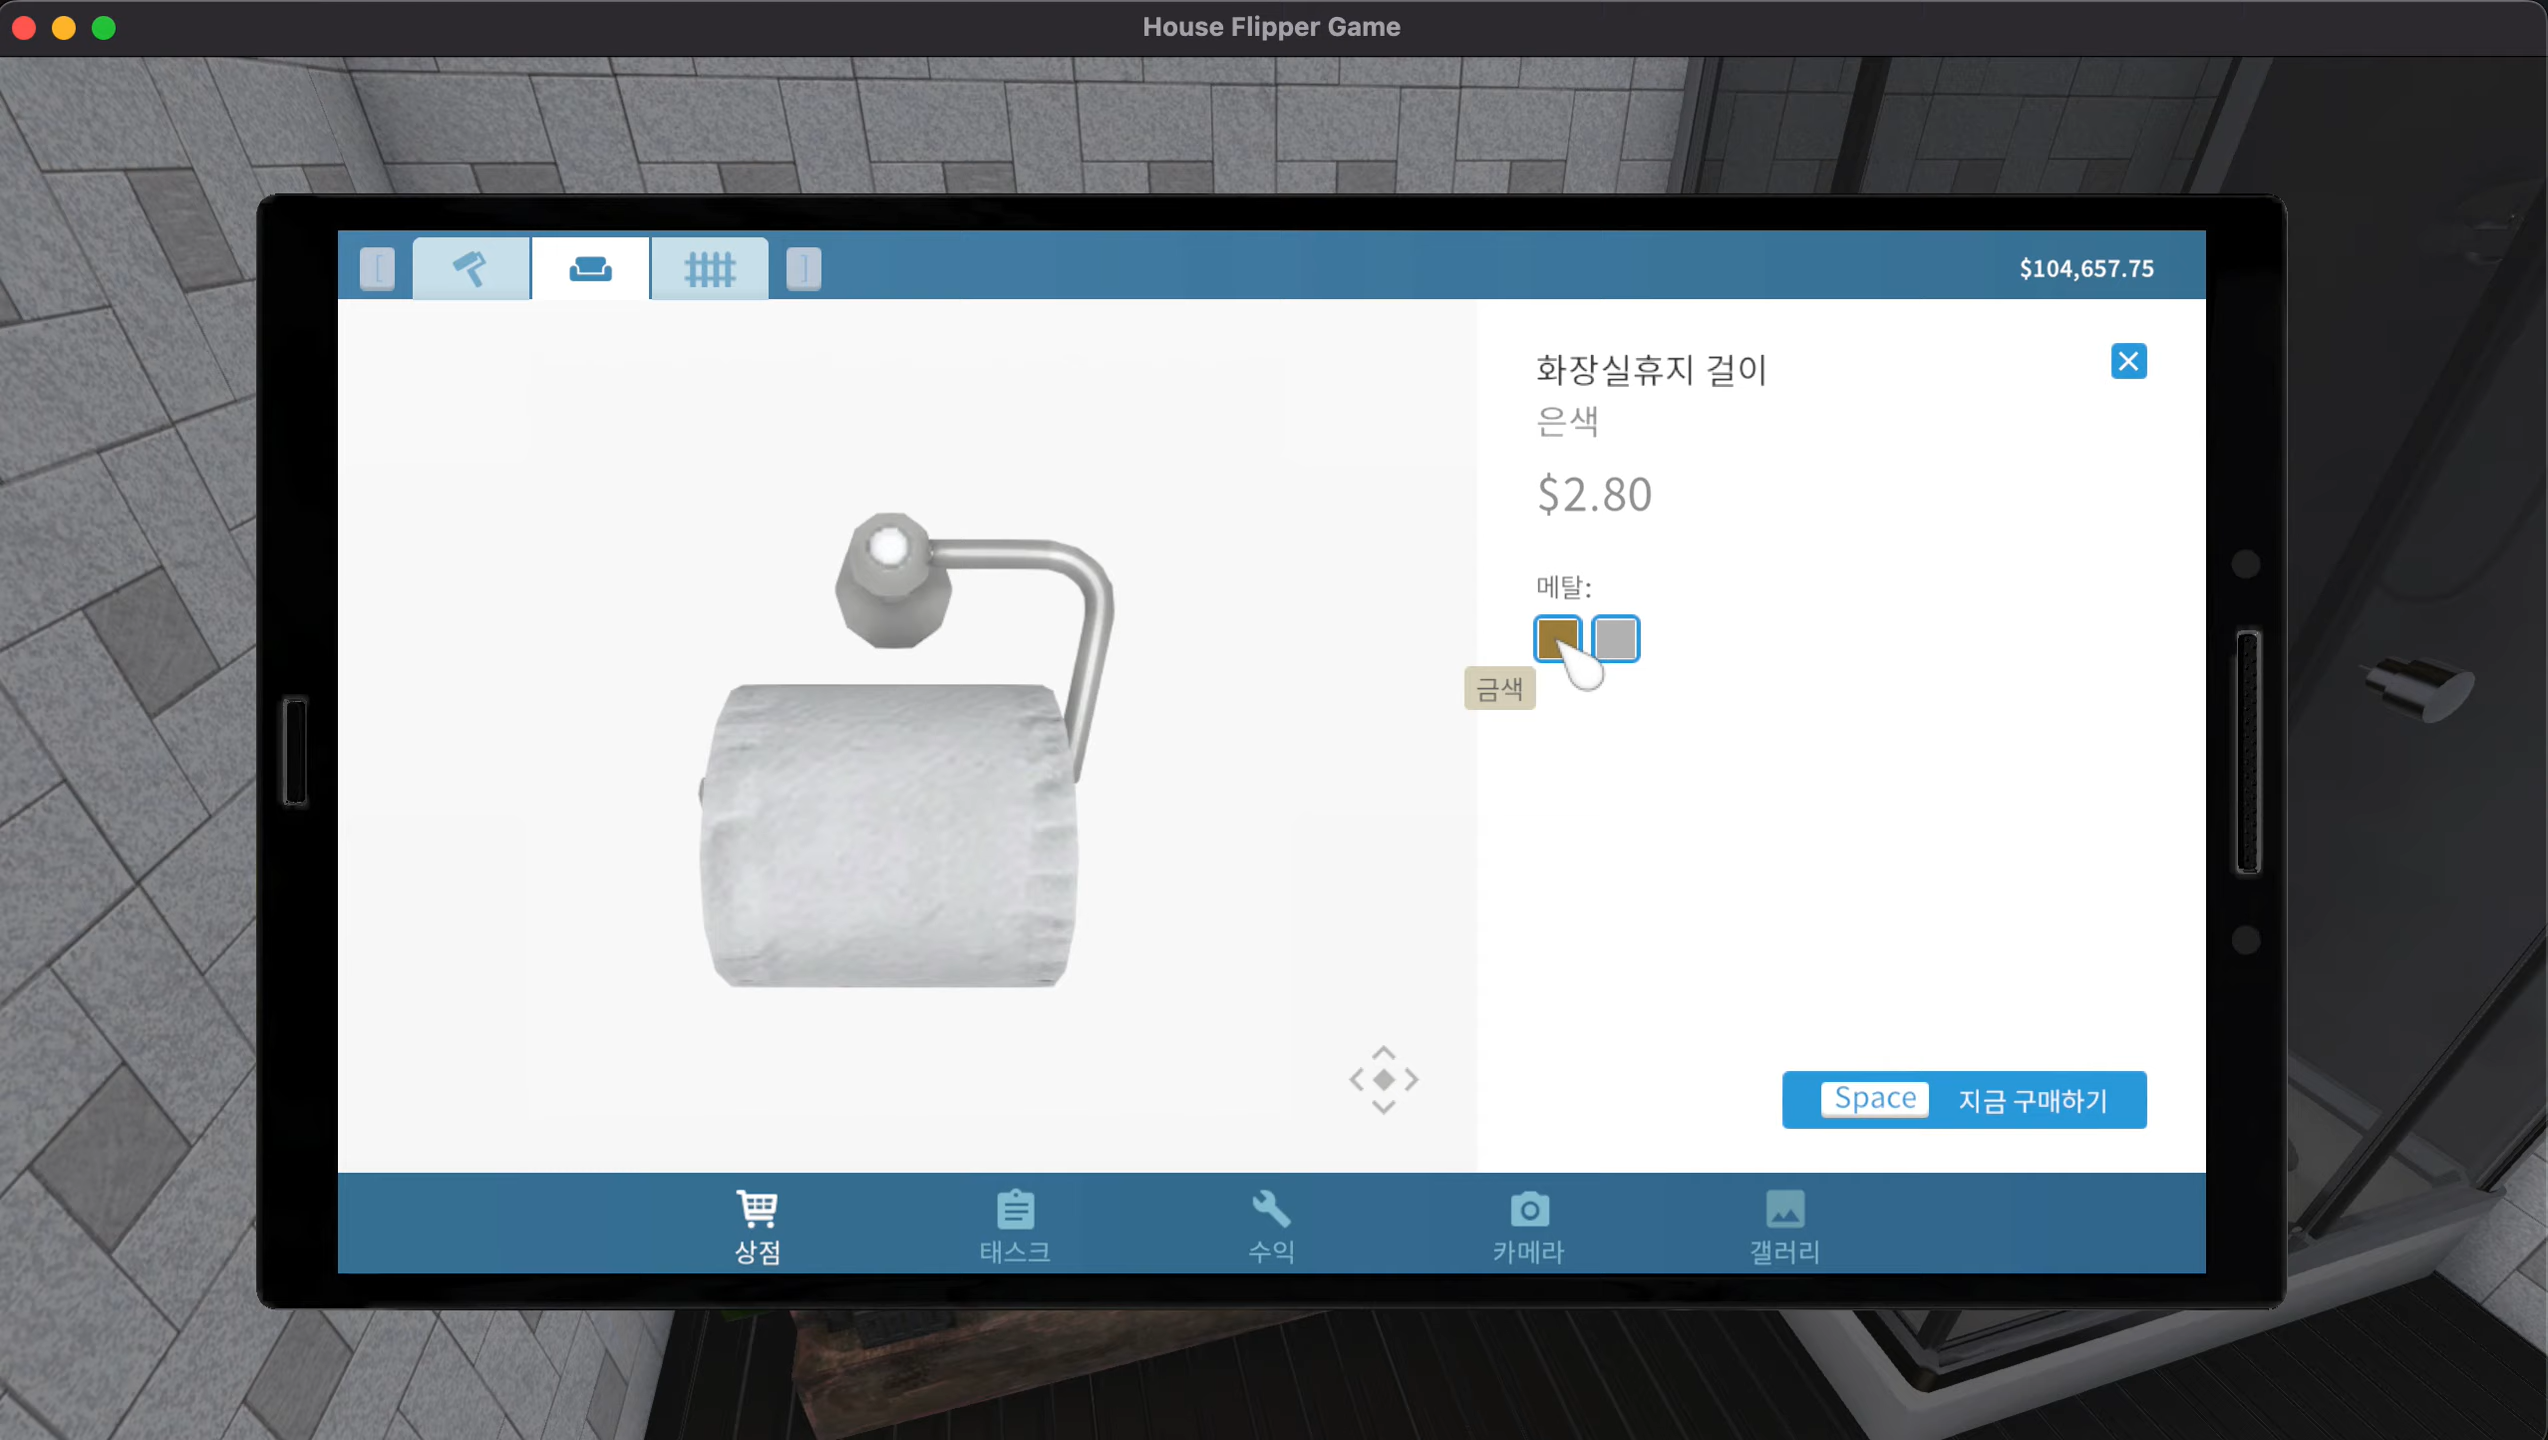 House Flipper Game
[
]
$104,657.75
화장실휴지 걸이
은색
$2.80
메탈:
금색
Space 지금 구매하기
상점
태스크
수익
카메라
갤러리